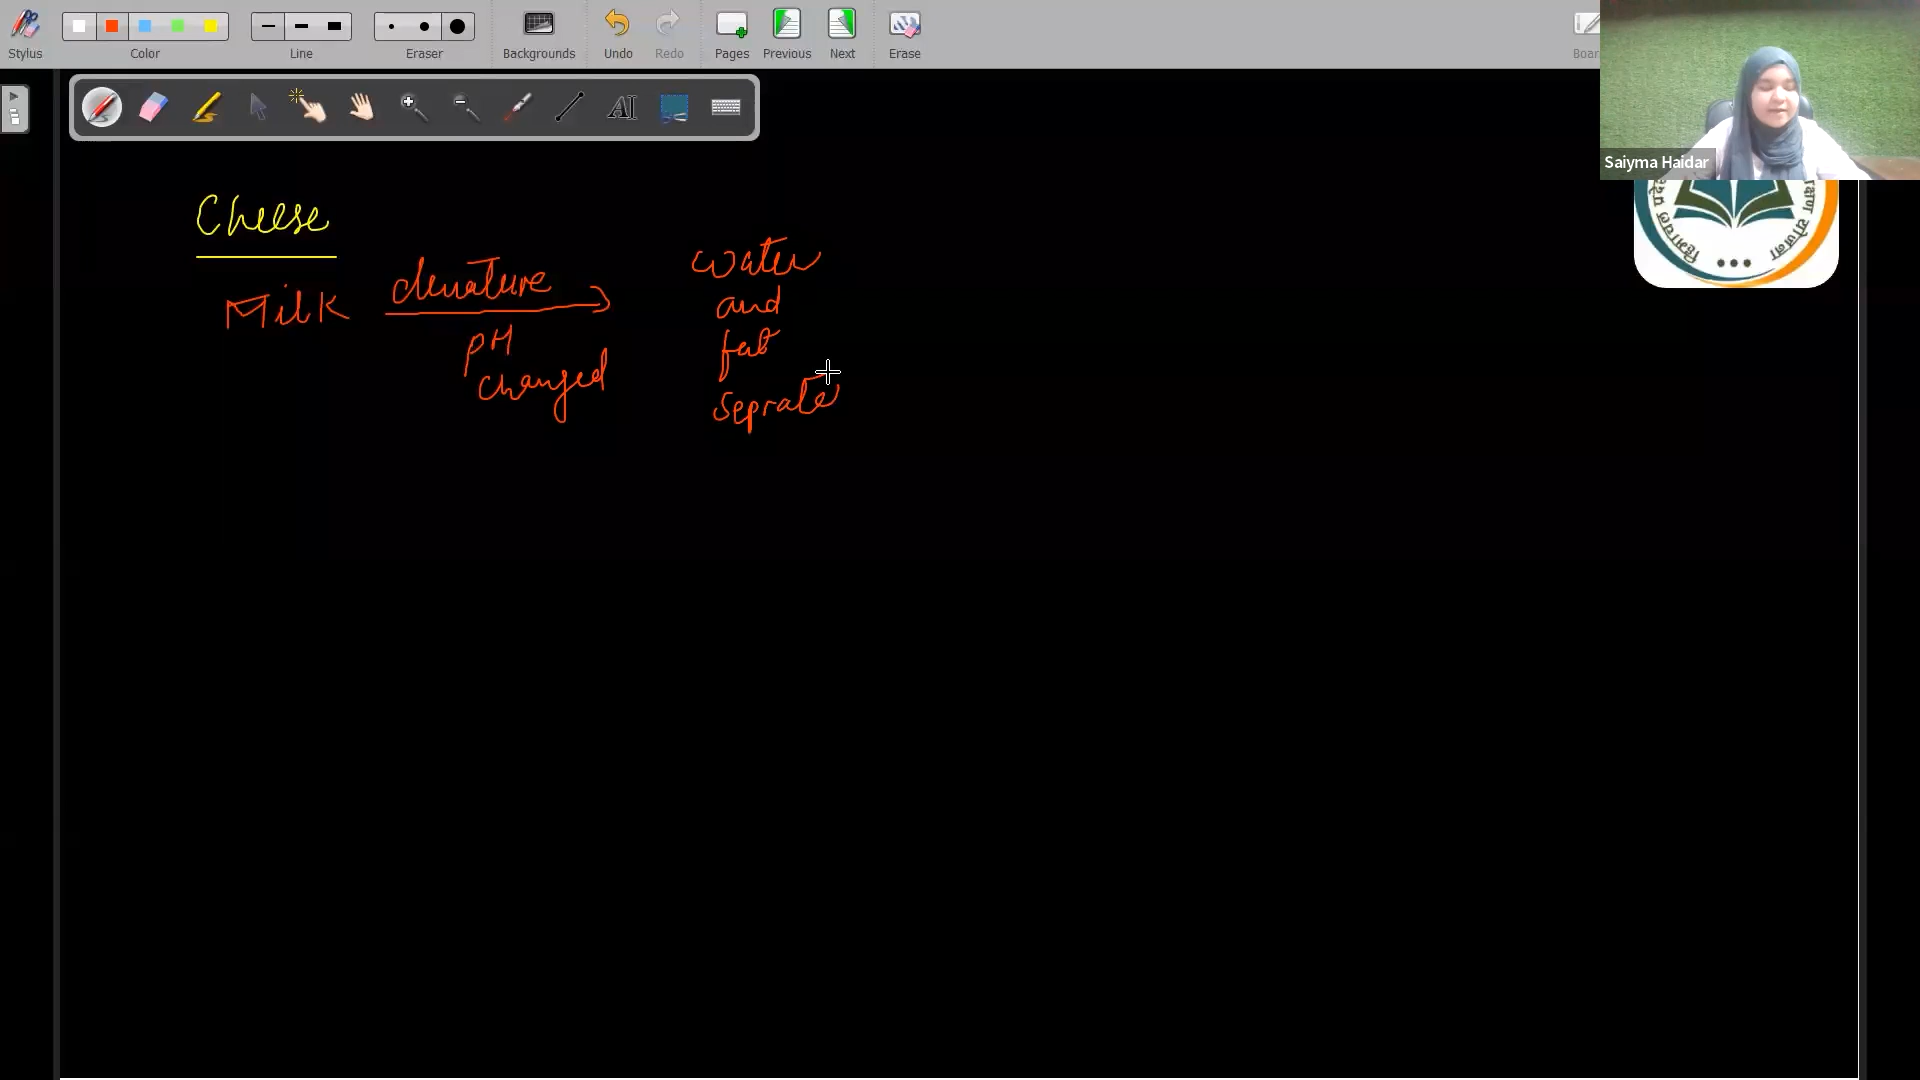 Stylus
Color
Line
Eraser
Backgrounds
Undo
Redo
Pages
Previous
Next
Erase
Boar
Saiyma Haidar
Cheese
Milk
denature
pH
changed
water
and
fat
seprate